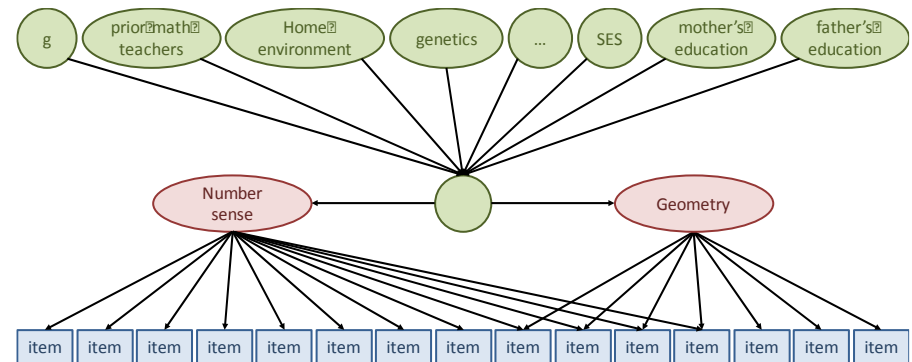 g
prior math
teachers
Home
environment
genetics
...
SES
mother's
education
father's
education
Number
sense
Geometry
item item item item item item item item item item item item item item item